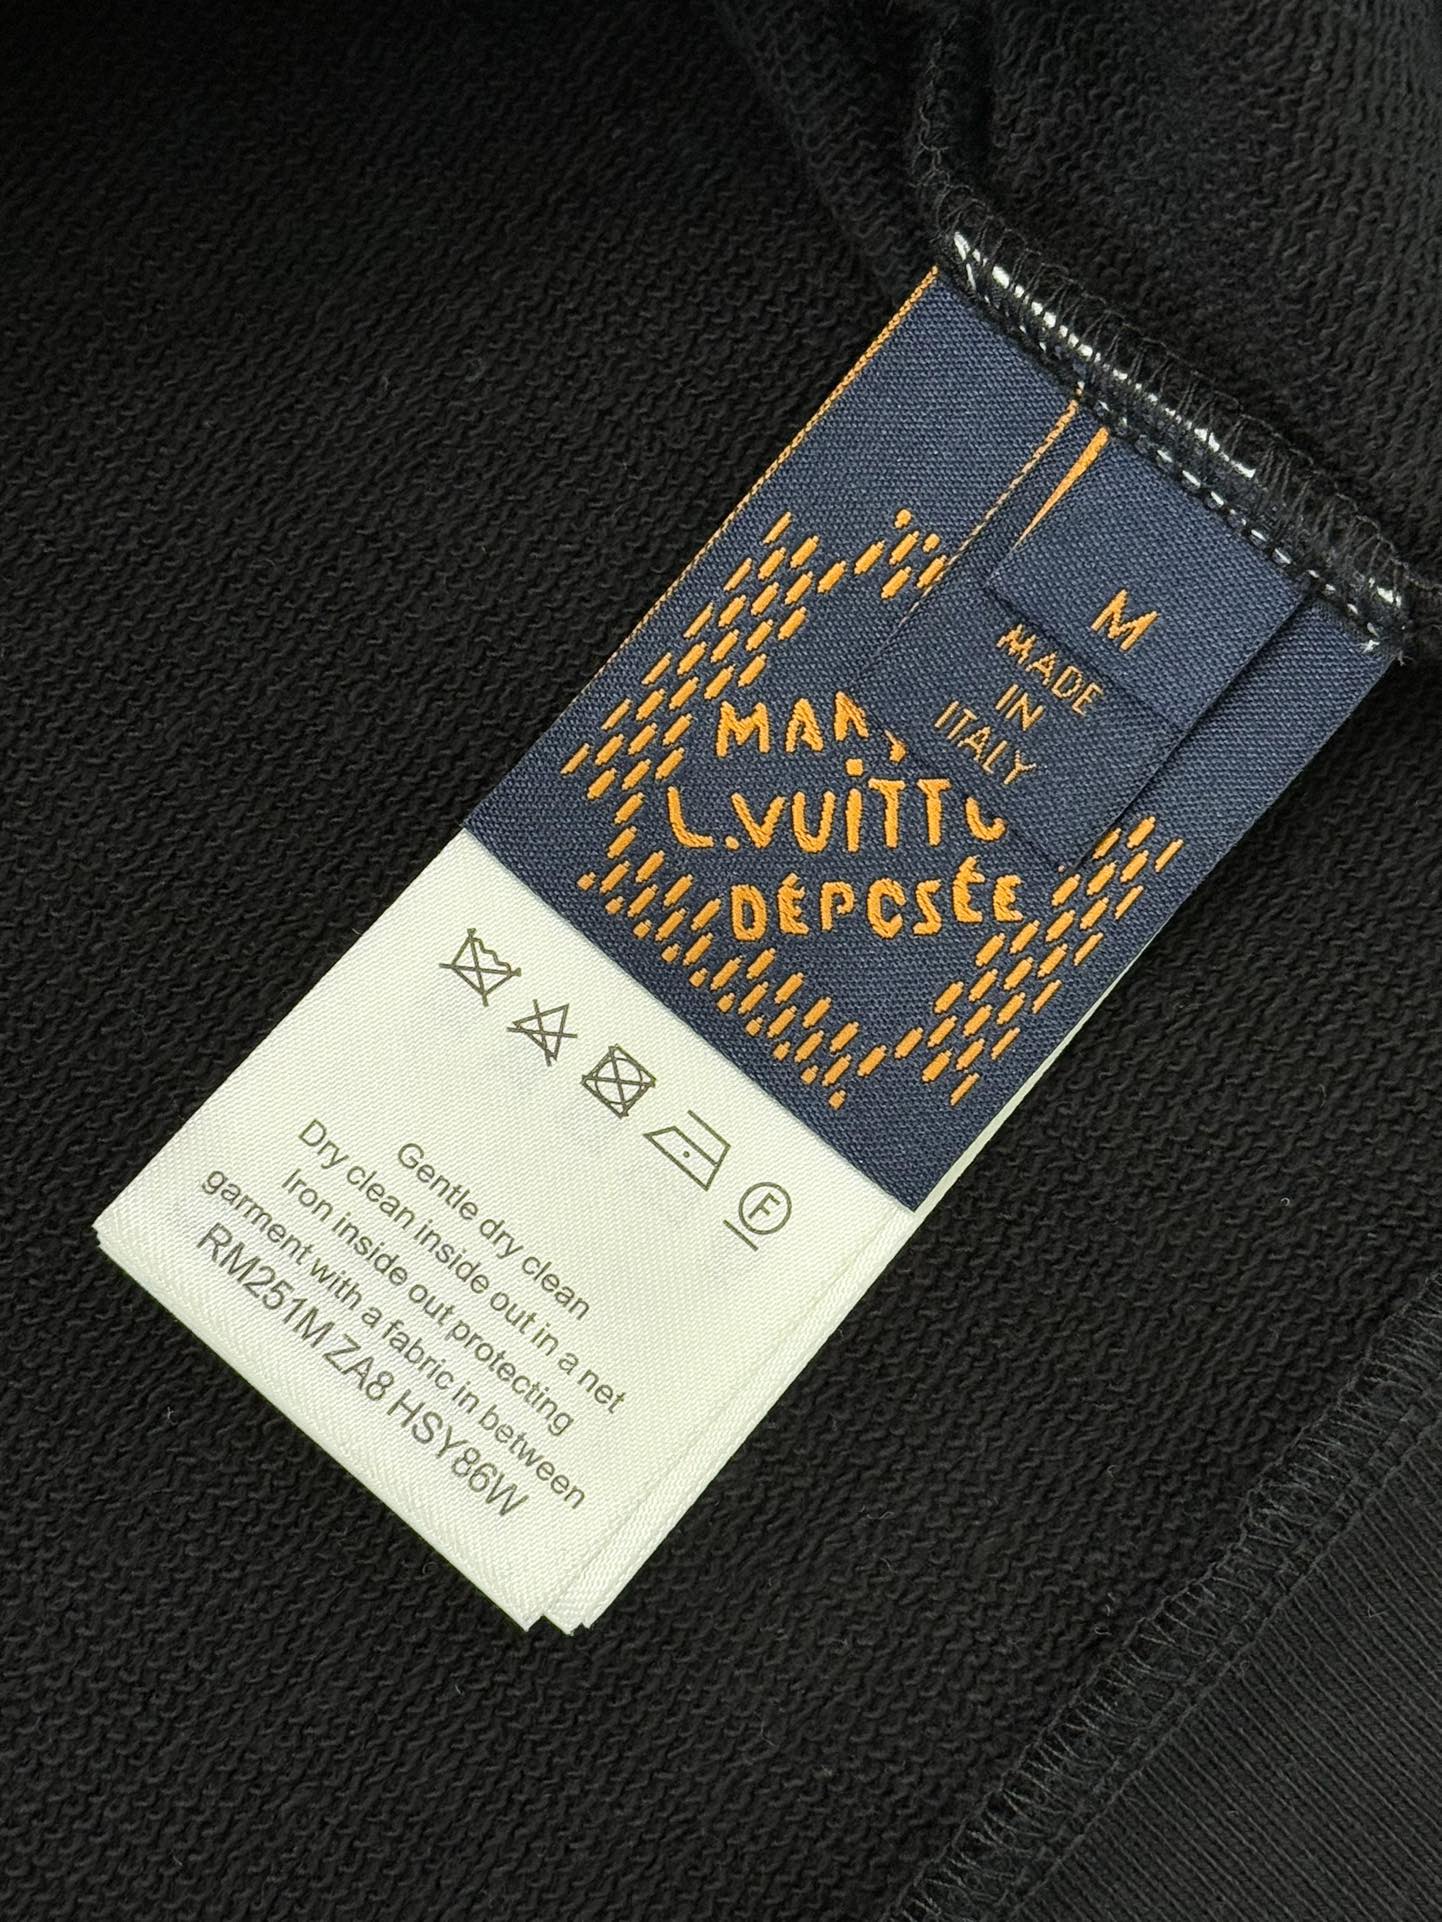 M
MADE
IN
ITALY
L.VUITTO
DÉPOSÉE
F
Gentle dry clean
Dry clean inside out in a net
Iron inside out protecting
garment with a fabric in between
RM251M ZA8 HSY86W